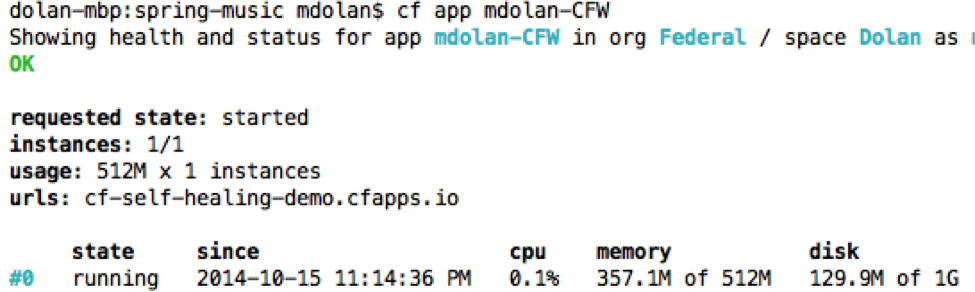 dolan-mbp:spring-music mdolan$ cf app mdolan-CFW
Showing health and status for app mdolan-CFW in org Federal / space Dolan as
OK
requested state: started
instances: 1/1
usage: 512M x 1 instances
urls: cf-self-healing-demo.cfapps.io
state since cpu memory disk
#0 running 2014-10-15 11:14:36 PM 0.1% 357.1M of 512M 129.9M of 1G